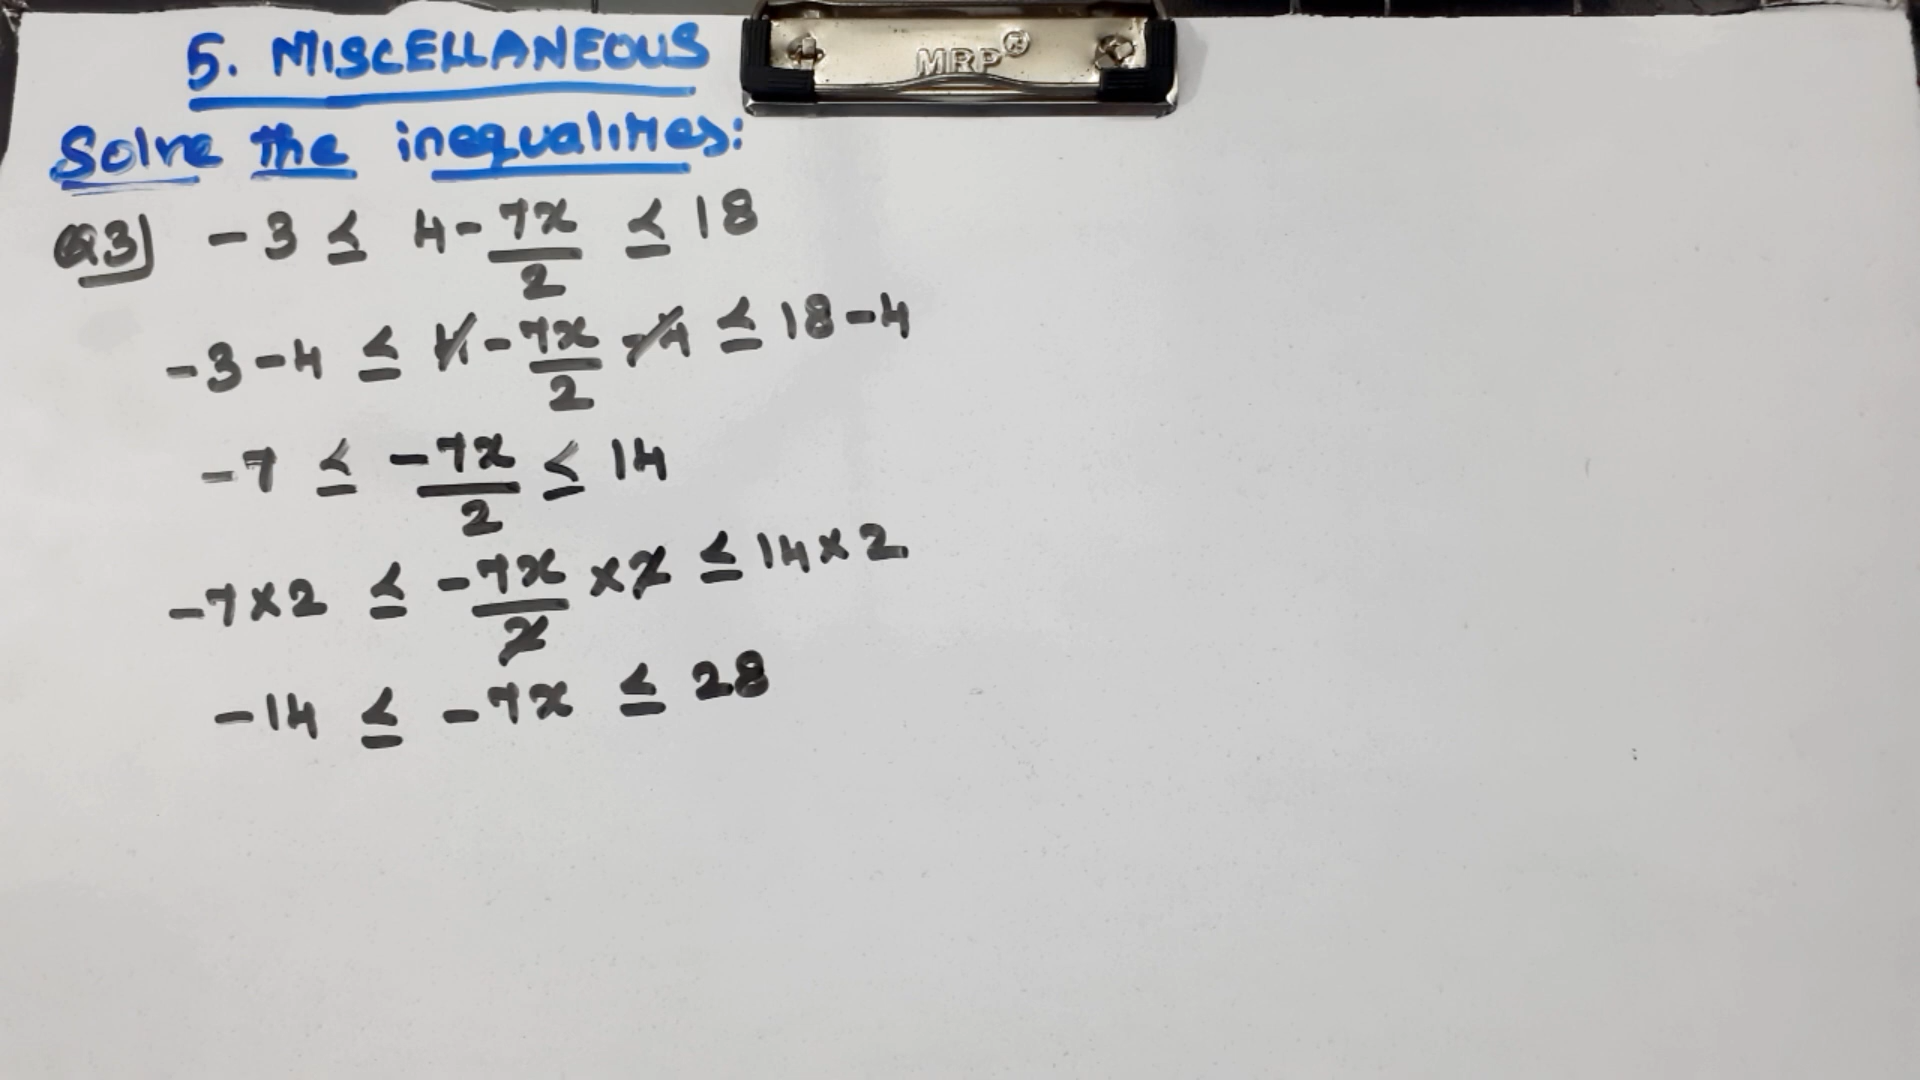 MRP®
5. MISCELLANEOUS
Solve the inequalities:
Q3) -3 ≤ 4 - 7x/2 ≤ 18
-3-4 ≤ 4 - 7x/2 - 4 ≤ 18-4
-7 ≤ -7x/2 ≤ 14
-7×2 ≤ -7x/2 ×2 ≤ 14×2
-14 ≤ -7x ≤ 28